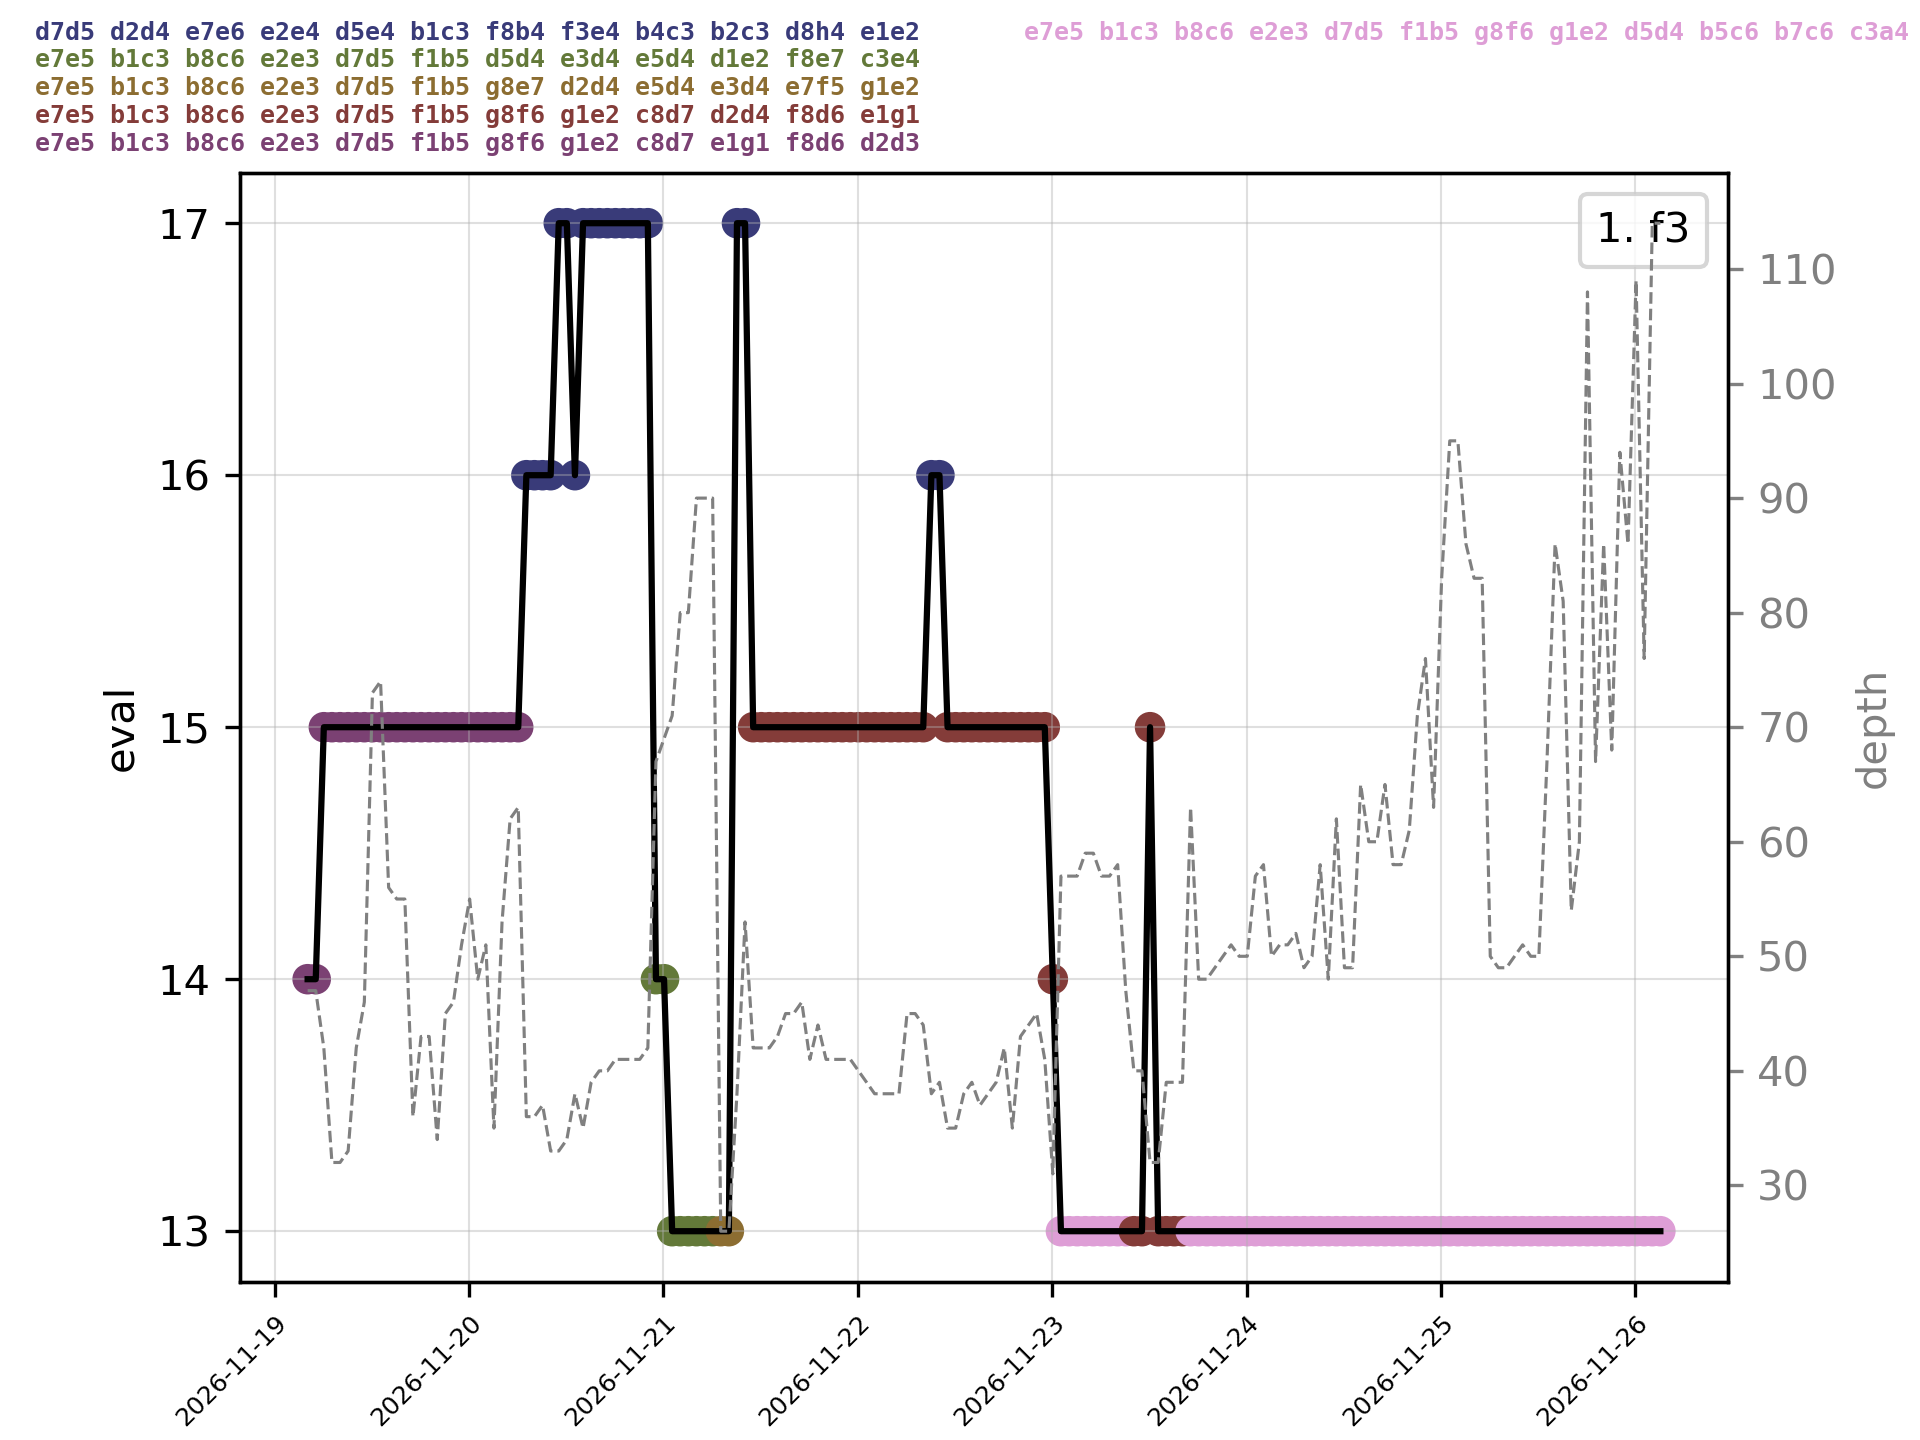 d7d5 d2d4 e7e6 e2e4 d5e4 b1c3 f8b4 f3e4 b4c3 b2c3 d8h4 e1e2
e7e5 b1c3 b8c6 e2e3 d7d5 f1b5 d5d4 e3d4 e5d4 d1e2 f8e7 c3e4
e7e5 b1c3 b8c6 e2e3 d7d5 f1b5 g8e7 d2d4 e5d4 e3d4 e7f5 g1e2
e7e5 b1c3 b8c6 e2e3 d7d5 f1b5 g8f6 g1e2 c8d7 d2d4 f8d6 e1g1
e7e5 b1c3 b8c6 e2e3 d7d5 f1b5 g8f6 g1e2 c8d7 e1g1 f8d6 d2d3
e7e5 b1c3 b8c6 e2e3 d7d5 f1b5 g8f6 g1e2 d5d4 b5c6 b7c6 c3a4
1. f3
17
16
15
14
13
eval
110
100
90
80
70
60
50
40
30
depth
2026-11-19
2026-11-20
2026-11-21
2026-11-22
2026-11-23
2026-11-24
2026-11-25
2026-11-26